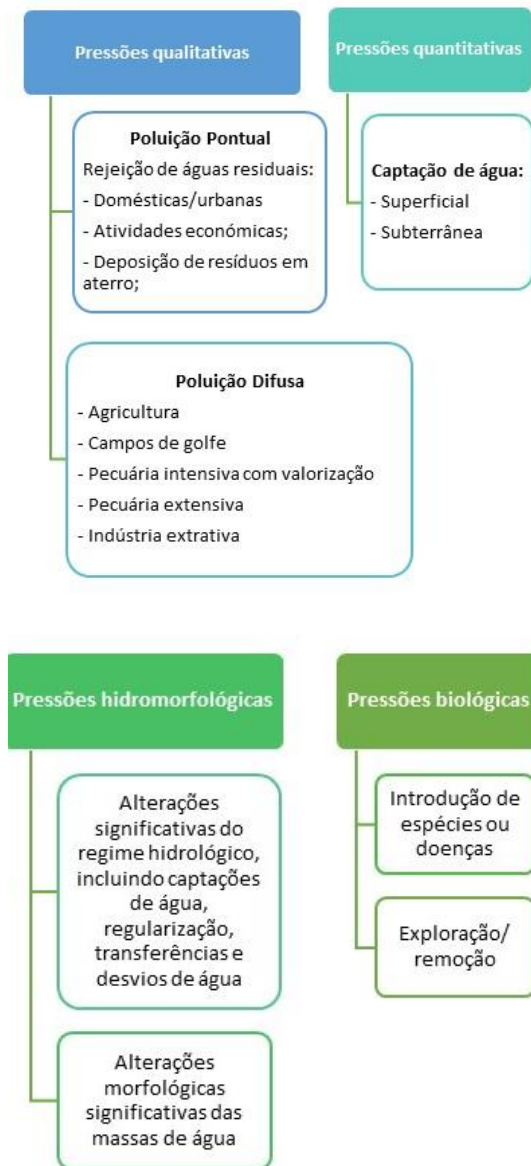 Pressões qualitativas
Poluição Pontual
Rejeição de águas residuais:
- Domésticas/urbanas
- Atividades económicas;
- Deposição de resíduos em
aterro;
Poluição Difusa
- Agricultura
- Campos de golfe
- Pecuária intensiva com valorização
- Pecuária extensiva
- Indústria extrativa
Pressões quantitativas
Captação de água:
- Superficial
- Subterrânea
Pressões hidromorfológicas
Alterações
significativas do
regime hidrológico,
incluindo captações
de água,
regularização,
transferências e
desvios de água
Alterações
morfológicas
significativas das
massas de água
Pressões biológicas
Introdução de
espécies ou
doenças
Exploração/
remoção